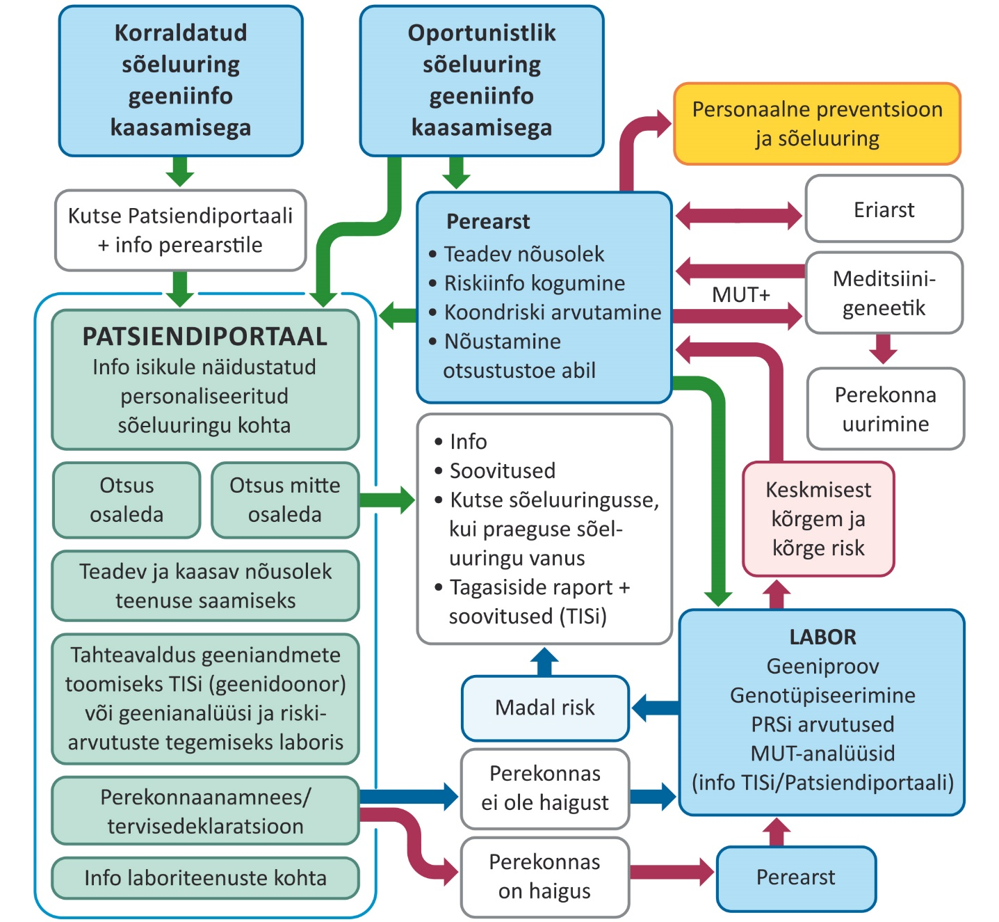 Korraldatud
sõeluuring
geeniinfo
kaasamisega
Oportunistlik
sõeluuring
geeniinfo
kaasamisega
Personaalne preventsioon
ja sõeluuring
Kutse Patsiendiportaali
+ info perearstile
Perearst
• Teadev nõusolek
• Riskiinfo kogumine
• Koondriski arvutamine
• Nõustamine
otsustustoe abil
Eriarst
MUT+
Meditsiini-
geneetik
Perekonna
uurimine
PATSIENDIPORTAAL
Info isikule näidustatud
personaliseeritud
sõeluuringu kohta
Otsus
osaleda
Otsus mitte
osaleda
• Info
• Soovitused
• Kutse sõeluuringusse,
kui praeguse sõel-
uuringu vanus
• Tagasiside raport +
soovitused (TISi)
Keskmisest
kõrgem ja
kõrge risk
Teadev ja kaasav nõusolek
teenuse saamiseks
Tahteavaldus geeniandmete
toomiseks TISi (geenidoonor)
või geenianalüüsi ja riski-
arvutuste tegemiseks laboris
Madal risk
LABOR
Geeniproov
Genotüpiseerimine
PRSi arvutused
MUT-analüüsid
(info TISi/Patsiendiportaali)
Perekonnaanamnees/
tervisedeklaratsioon
Perekonnas
ei ole haigust
Info laboriteenuste kohta
Perekonnas
on haigus
Perearst